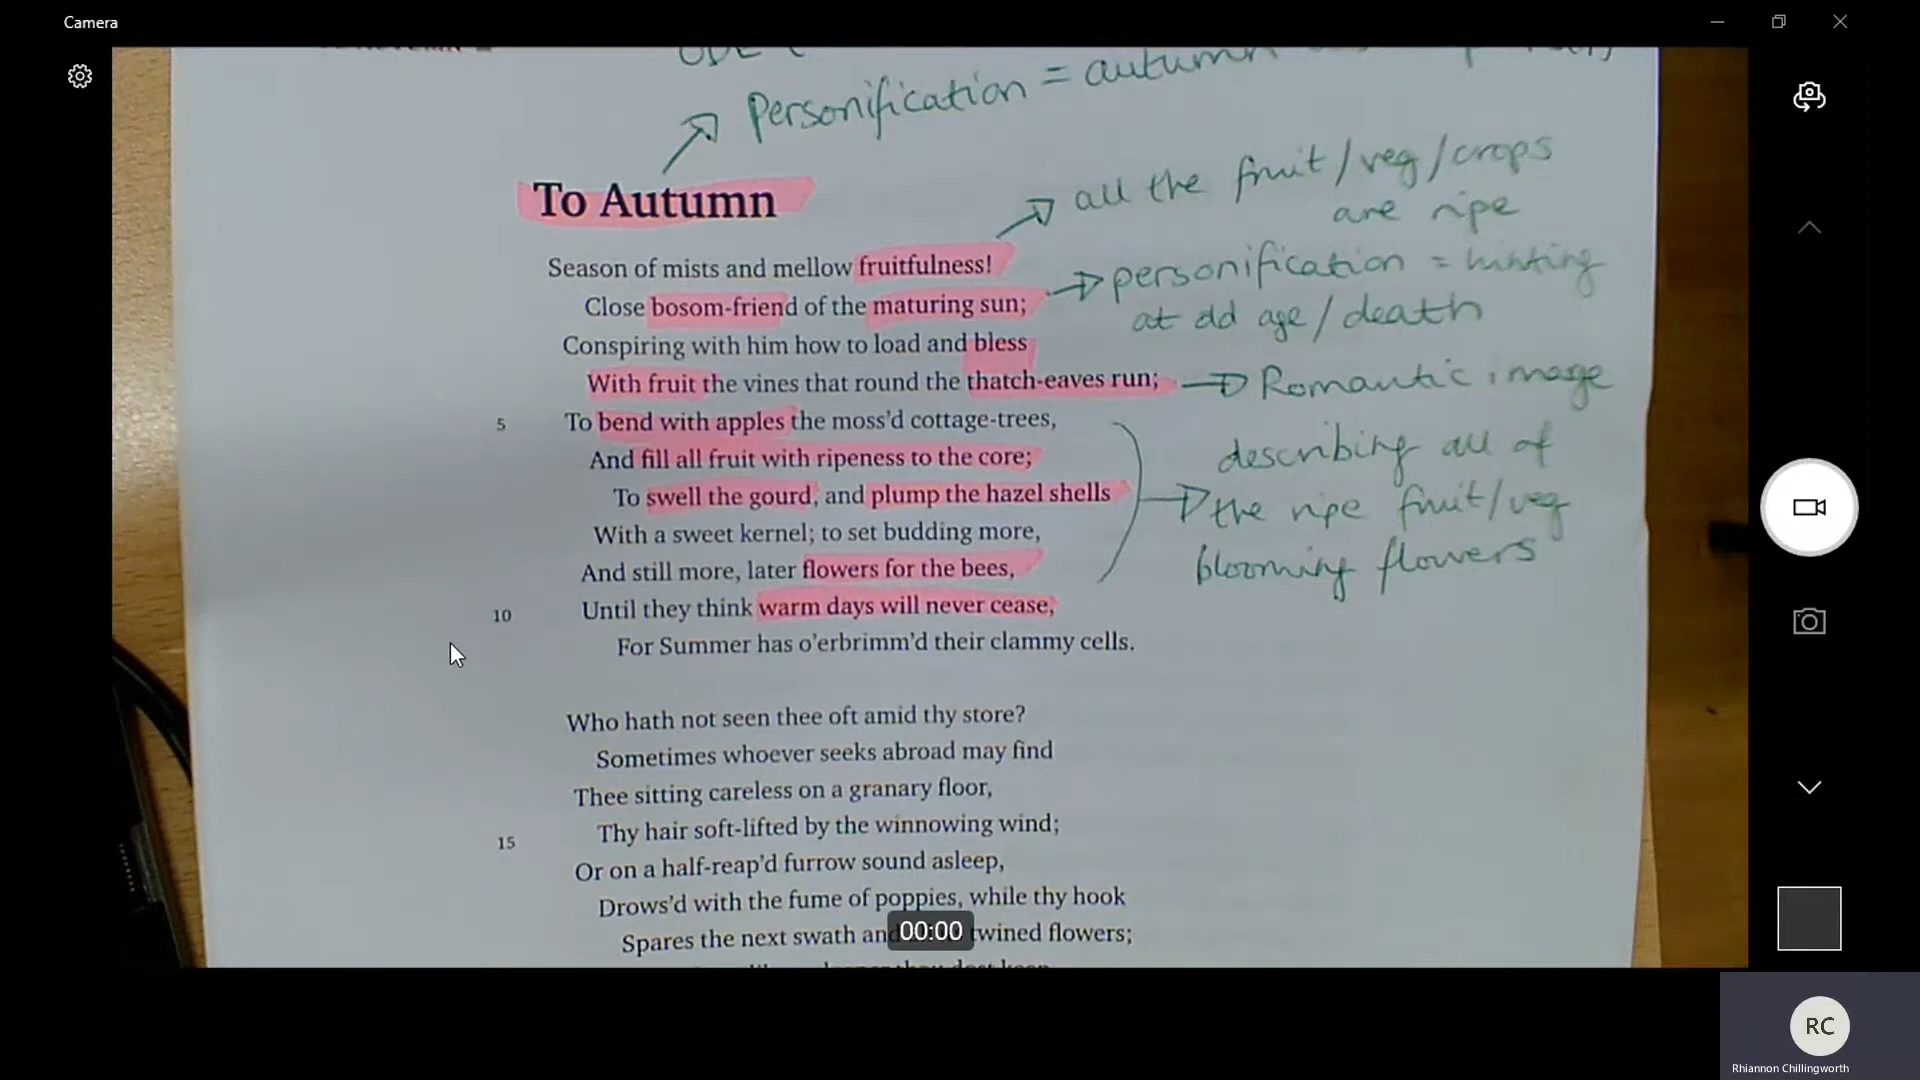 Camera
ODE (
Personification = autumn
To Autumn
all the fruit/veg/crops
are ripe
Season of mists and mellow fruitfulness!
personification = hinting
Close bosom-friend of the maturing sun;
at old age/death
Conspiring with him how to load and bless
With fruit the vines that round the thatch-eaves run;
Romantic image
5 To bend with apples the moss'd cottage-trees,
describing all of
And fill all fruit with ripeness to the core;
To swell the gourd, and plump the hazel shells
the ripe fruit/veg
With a sweet kernel; to set budding more,
blooming flowers
And still more, later flowers for the bees,
10 Until they think warm days will never cease,
For Summer has o'erbrimm'd their clammy cells.
Who hath not seen thee oft amid thy store?
Sometimes whoever seeks abroad may find
Thee sitting careless on a granary floor,
15 Thy hair soft-lifted by the winnowing wind;
Or on a half-reap'd furrow sound asleep,
Drows'd with the fume of poppies, while thy hook
Spares the next swath and twined flowers;
00:00
RC
Rhiannon Chillingworth